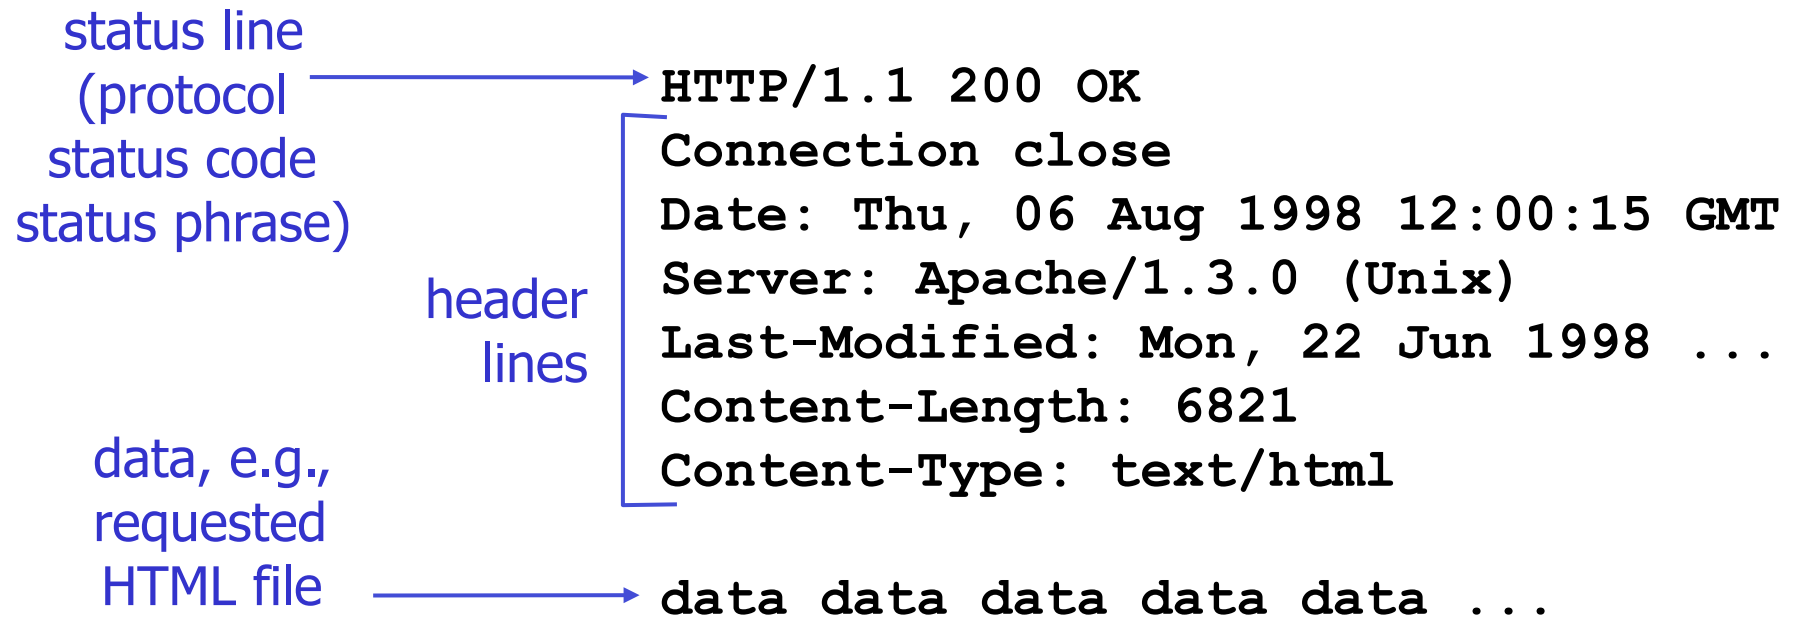 status line
(protocol
status code
status phrase)
HTTP/1.1 200 OK
header
lines
Connection close
Date: Thu, 06 Aug 1998 12:00:15 GMT
Server: Apache/1.3.0 (Unix)
Last-Modified: Mon, 22 Jun 1998 ...
Content-Length: 6821
Content-Type: text/html
data, e.g.,
requested
HTML file
data data data data data ...